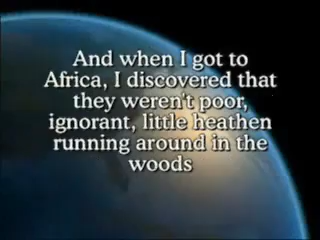 And when I got to
Africa, I discovered that
they weren't poor,
ignorant, little heathen
running around in the
woods